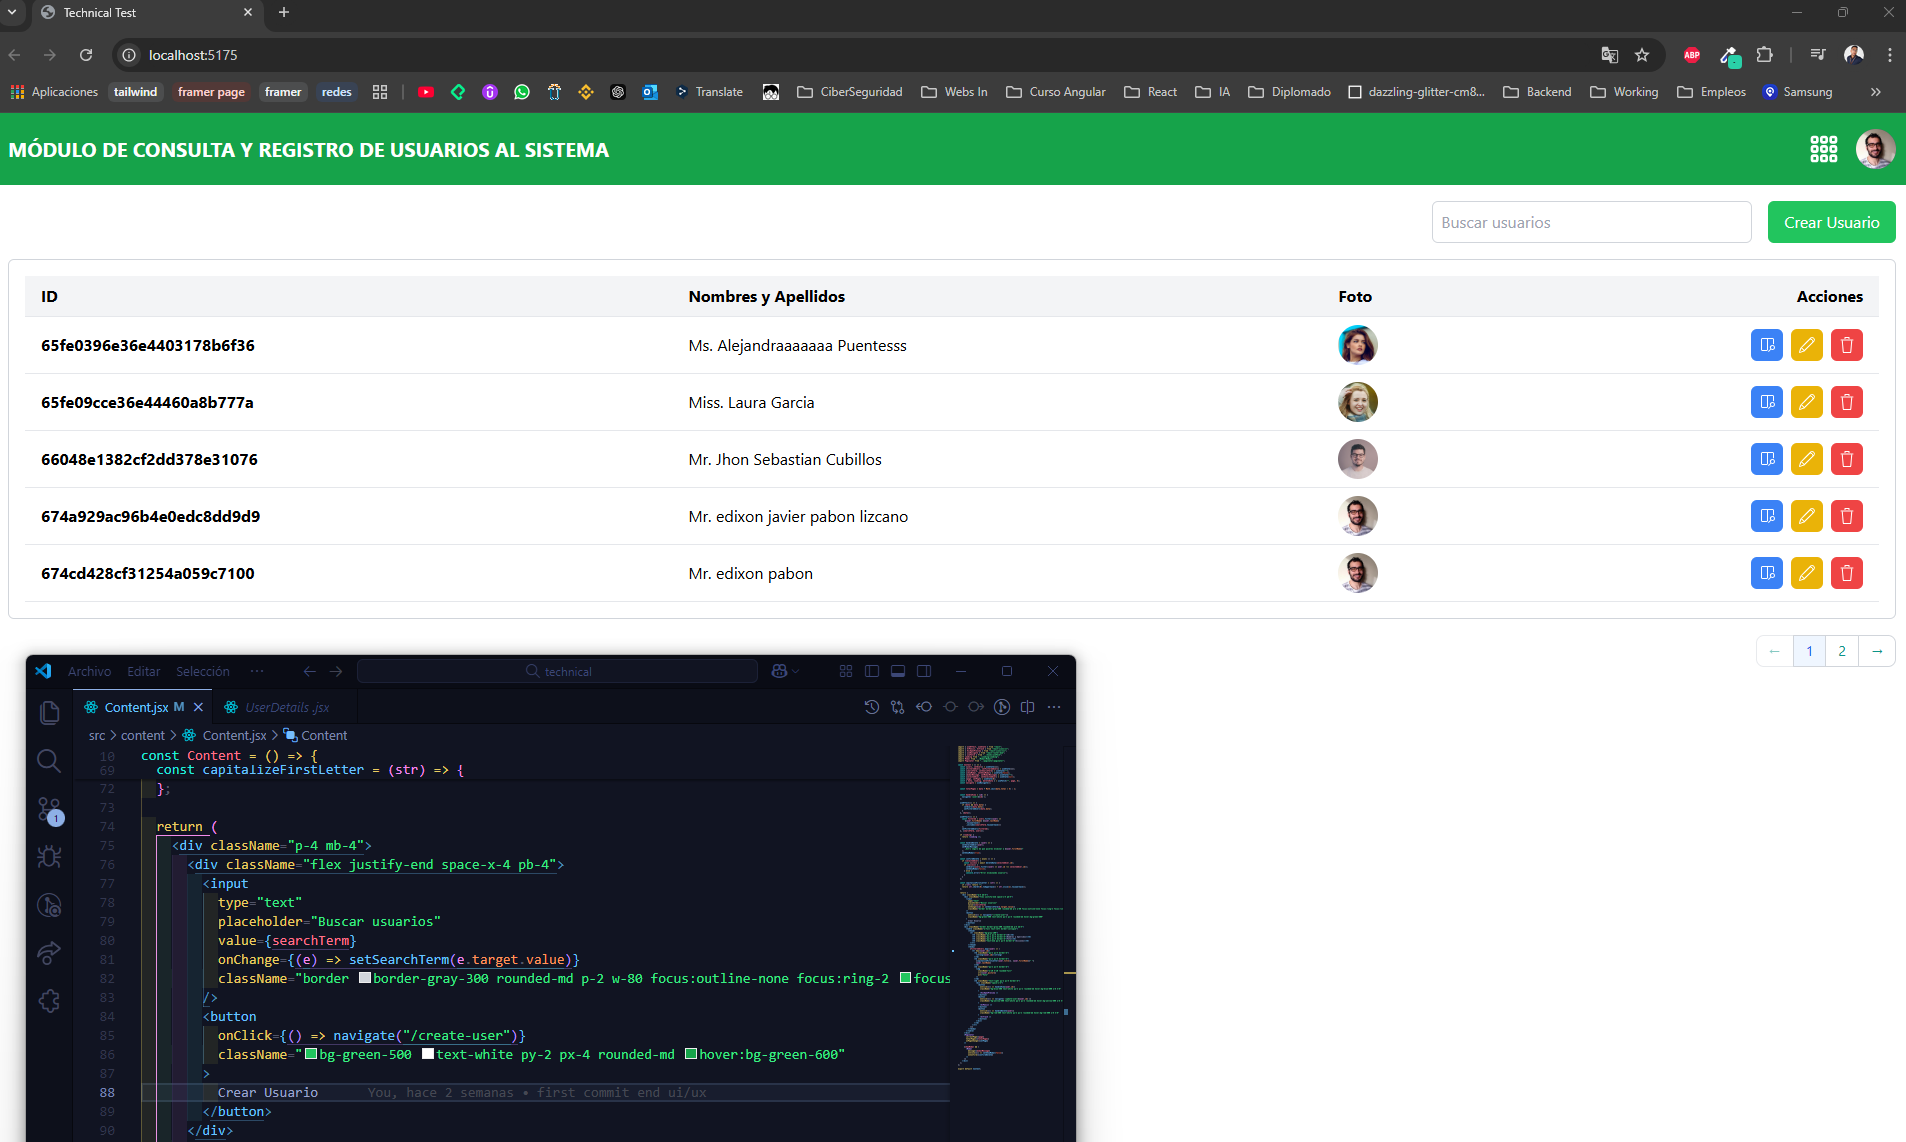 Technical Test
localhost:5175
Aplicaciones tailwind framer page framer redes Translate CiberSeguridad Webs In Curso Angular React IA Diplomado dazzling-glitter-cm8... Backend Working Empleos Samsung »
ABP
MÓDULO DE CONSULTA Y REGISTRO DE USUARIOS AL SISTEMA
Buscar usuarios Crear Usuario
ID Nombres y Apellidos Foto Acciones
65fe0396e36e4403178b6f36 Ms. Alejandraaaaaaa Puentesss
65fe09cce36e44460a8b777a Miss. Laura Garcia
66048e1382cf2dd378e31076 Mr. Jhon Sebastian Cubillos
674a929ac96b4e0edc8dd9d9 Mr. edixon javier pabon lizcano
674cd428cf31254a059c7100 Mr. edixon pabon
← 1 2 →
Archivo Editar Selección ··· technical
Content.jsx M UserDetails .jsx
src > content > Content.jsx > Content
10 const Content = () => {
69 const capitalizeFirstLetter = (str) => {
72 };
73
74 return (
75 <div className="p-4 mb-4">
76 <div className="flex justify-end space-x-4 pb-4">
77 <input
78 type="text"
79 placeholder="Buscar usuarios"
80 value={searchTerm}
81 onChange={(e) => setSearchTerm(e.target.value)}
82 className="border border-gray-300 rounded-md p-2 w-80 focus:outline-none focus:ring-2 focus
83 />
84 <button
85 onClick={() => navigate("/create-user")}
86 className="bg-green-500 text-white py-2 px-4 rounded-md hover:bg-green-600"
87 >
88 Crear Usuario You, hace 2 semanas • first commit end ui/ux
89 </button>
90 </div>
1